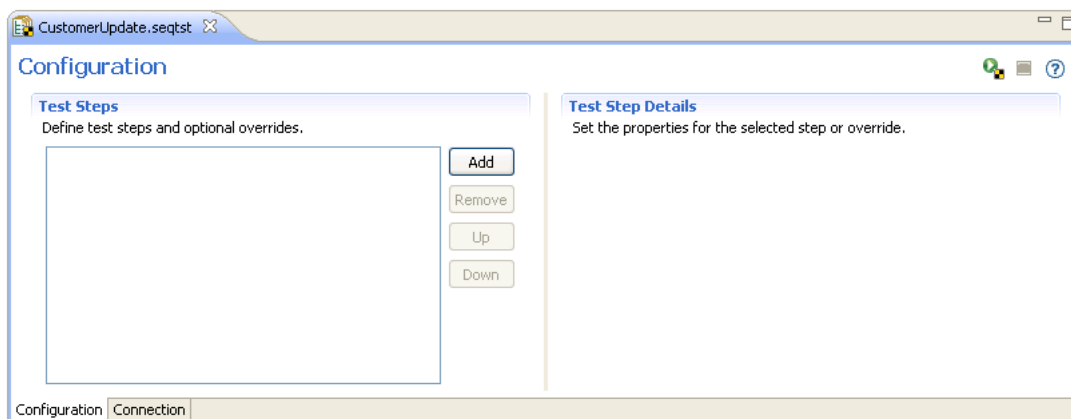 CustomerUpdate.seqtst
Configuration
Test Steps
Define test steps and optional overrides.
Add
Remove
Up
Down
Test Step Details
Set the properties for the selected step or override.
Configuration
Connection